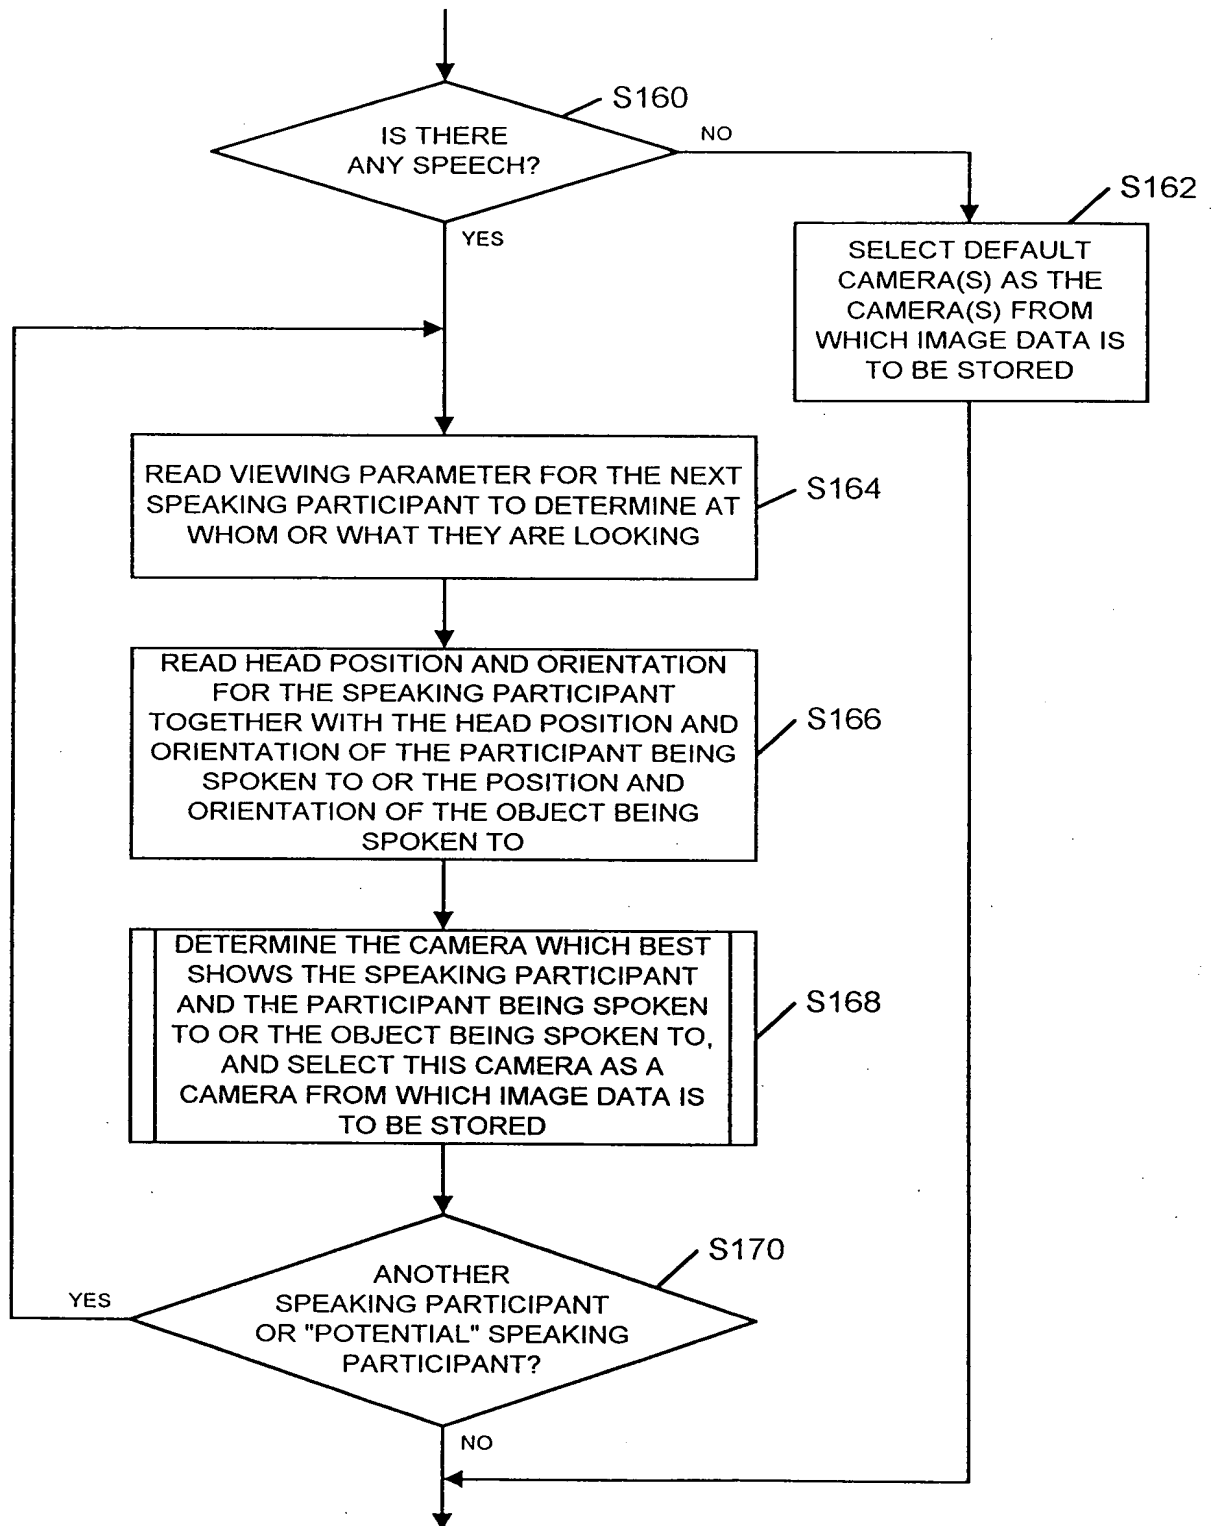 S160
IS THERE
ANY SPEECH?
NO
YES
S162
SELECT DEFAULT
CAMERA(S) AS THE
CAMERA(S) FROM
WHICH IMAGE DATA IS
TO BE STORED
READ VIEWING PARAMETER FOR THE NEXT
SPEAKING PARTICIPANT TO DETERMINE AT
WHOM OR WHAT THEY ARE LOOKING
S164
READ HEAD POSITION AND ORIENTATION
FOR THE SPEAKING PARTICIPANT
TOGETHER WITH THE HEAD POSITION AND
ORIENTATION OF THE PARTICIPANT BEING
SPOKEN TO OR THE POSITION AND
ORIENTATION OF THE OBJECT BEING
SPOKEN TO
S166
DETERMINE THE CAMERA WHICH BEST
SHOWS THE SPEAKING PARTICIPANT
AND THE PARTICIPANT BEING SPOKEN
TO OR THE OBJECT BEING SPOKEN TO,
AND SELECT THIS CAMERA AS A
CAMERA FROM WHICH IMAGE DATA IS
TO BE STORED
S168
S170
ANOTHER
SPEAKING PARTICIPANT
OR "POTENTIAL" SPEAKING
PARTICIPANT?
YES
NO